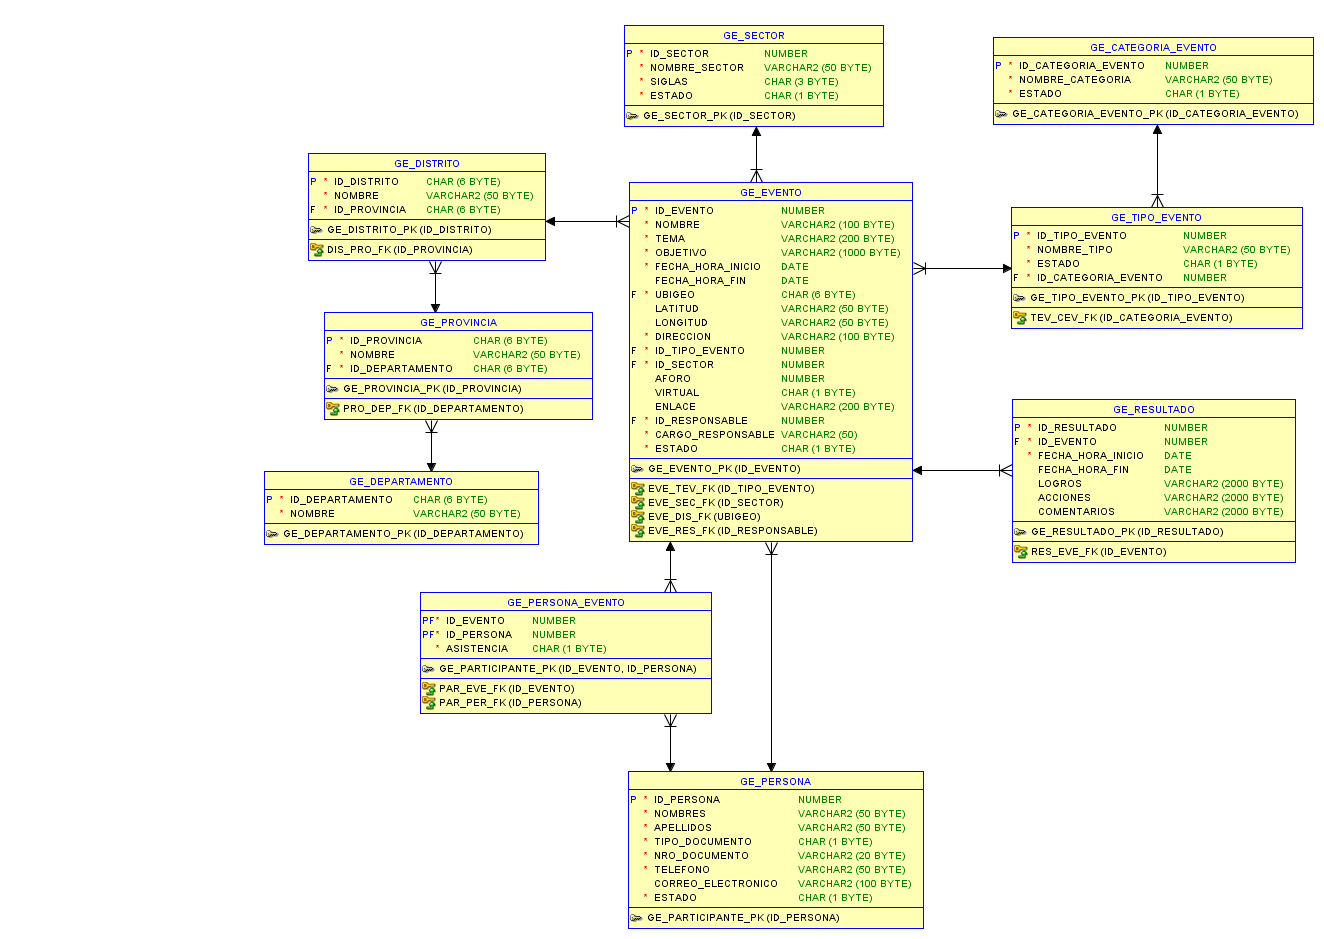 GE_SECTOR
P * ID_SECTOR NUMBER
* NOMBRE_SECTOR VARCHAR2 (50 BYTE)
* SIGLAS CHAR (3 BYTE)
* ESTADO CHAR (1 BYTE)
GE_SECTOR_PK (ID_SECTOR)
GE_CATEGORIA_EVENTO
P * ID_CATEGORIA_EVENTO NUMBER
* NOMBRE_CATEGORIA VARCHAR2 (50 BYTE)
* ESTADO CHAR (1 BYTE)
GE_CATEGORIA_EVENTO_PK (ID_CATEGORIA_EVENTO)
GE_DISTRITO
P * ID_DISTRITO CHAR (6 BYTE)
* NOMBRE VARCHAR2 (50 BYTE)
F * ID_PROVINCIA CHAR (6 BYTE)
GE_DISTRITO_PK (ID_DISTRITO)
DIS_PRO_FK (ID_PROVINCIA)
GE_EVENTO
P * ID_EVENTO NUMBER
* NOMBRE VARCHAR2 (100 BYTE)
* TEMA VARCHAR2 (200 BYTE)
* OBJETIVO VARCHAR2 (1000 BYTE)
* FECHA_HORA_INICIO DATE
FECHA_HORA_FIN DATE
F * UBIGEO CHAR (6 BYTE)
LATITUD VARCHAR2 (50 BYTE)
LONGITUD VARCHAR2 (50 BYTE)
* DIRECCION VARCHAR2 (100 BYTE)
F * ID_TIPO_EVENTO NUMBER
F * ID_SECTOR NUMBER
AFORO NUMBER
VIRTUAL CHAR (1 BYTE)
ENLACE VARCHAR2 (200 BYTE)
F * ID_RESPONSABLE NUMBER
* CARGO_RESPONSABLE VARCHAR2 (50)
* ESTADO CHAR (1 BYTE)
GE_EVENTO_PK (ID_EVENTO)
EVE_TEV_FK (ID_TIPO_EVENTO)
EVE_SEC_FK (ID_SECTOR)
EVE_DIS_FK (UBIGEO)
EVE_RES_FK (ID_RESPONSABLE)
GE_TIPO_EVENTO
P * ID_TIPO_EVENTO NUMBER
* NOMBRE_TIPO VARCHAR2 (50 BYTE)
* ESTADO CHAR (1 BYTE)
F * ID_CATEGORIA_EVENTO NUMBER
GE_TIPO_EVENTO_PK (ID_TIPO_EVENTO)
TEV_CEV_FK (ID_CATEGORIA_EVENTO)
GE_PROVINCIA
P * ID_PROVINCIA CHAR (6 BYTE)
* NOMBRE VARCHAR2 (50 BYTE)
F * ID_DEPARTAMENTO CHAR (6 BYTE)
GE_PROVINCIA_PK (ID_PROVINCIA)
PRO_DEP_FK (ID_DEPARTAMENTO)
GE_RESULTADO
P * ID_RESULTADO NUMBER
F * ID_EVENTO NUMBER
* FECHA_HORA_INICIO DATE
FECHA_HORA_FIN DATE
LOGROS VARCHAR2 (2000 BYTE)
ACCIONES VARCHAR2 (2000 BYTE)
COMENTARIOS VARCHAR2 (2000 BYTE)
GE_RESULTADO_PK (ID_RESULTADO)
RES_EVE_FK (ID_EVENTO)
GE_DEPARTAMENTO
P * ID_DEPARTAMENTO CHAR (6 BYTE)
* NOMBRE VARCHAR2 (50 BYTE)
GE_DEPARTAMENTO_PK (ID_DEPARTAMENTO)
GE_PERSONA_EVENTO
PF* ID_EVENTO NUMBER
PF* ID_PERSONA NUMBER
* ASISTENCIA CHAR (1 BYTE)
GE_PARTICIPANTE_PK (ID_EVENTO, ID_PERSONA)
PAR_EVE_FK (ID_EVENTO)
PAR_PER_FK (ID_PERSONA)
GE_PERSONA
P * ID_PERSONA NUMBER
* NOMBRES VARCHAR2 (50 BYTE)
* APELLIDOS VARCHAR2 (50 BYTE)
* TIPO_DOCUMENTO CHAR (1 BYTE)
* NRO_DOCUMENTO VARCHAR2 (20 BYTE)
* TELEFONO VARCHAR2 (50 BYTE)
CORREO_ELECTRONICO VARCHAR2 (100 BYTE)
* ESTADO CHAR (1 BYTE)
GE_PARTICIPANTE_PK (ID_PERSONA)